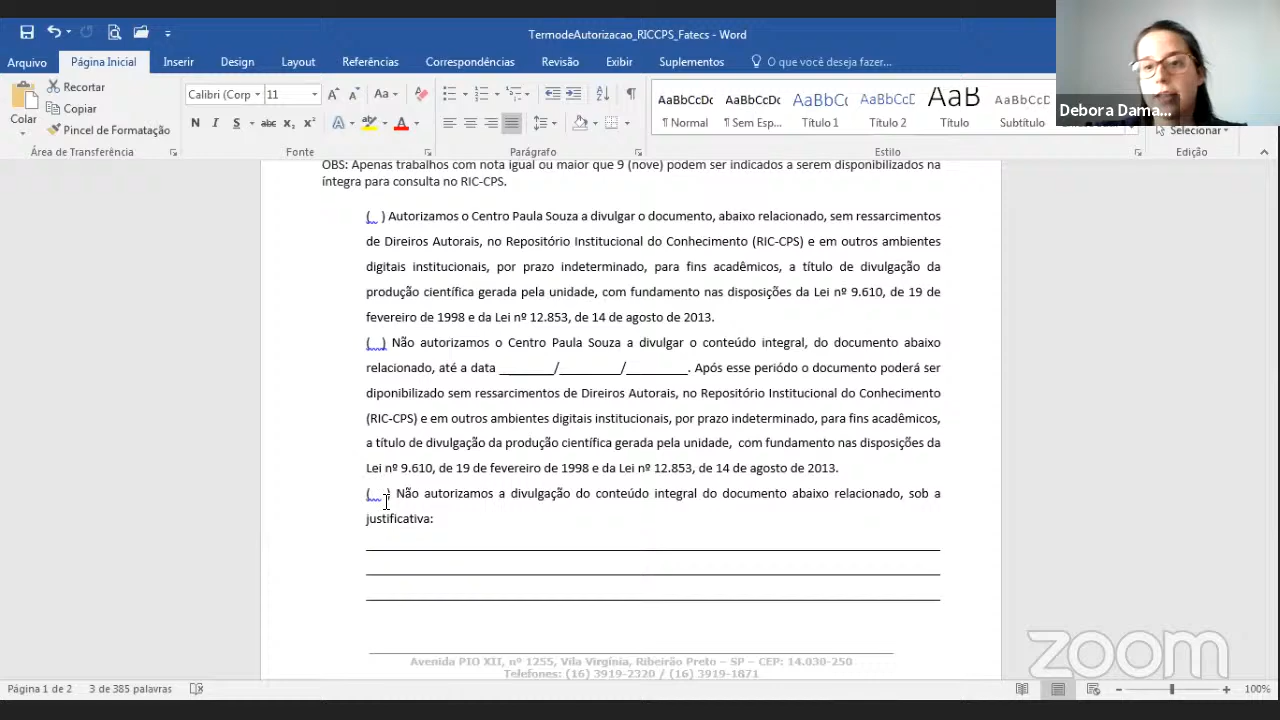 TermodeAutorizacao_RICCPS_Fatecs - Word
Arquivo Página Inicial Inserir Design Layout Referências Correspondências Revisão Exibir Suplementos O que você deseja fazer...
Debora Dama...
Colar
Recortar
Copiar
Pincel de Formatação
Área de Transferência
Calibri (Corp 11
Aa
N I S abc x₂ x²
Fonte
Parágrafo
AaBbCcDc AaBbCcDc AaBbCc AaBbCcD AaB AaBbCcD
¶ Normal ¶ Sem Esp... Título 1 Título 2 Título Subtítulo
Estilo
Selecionar
Edição
OBS: Apenas trabalhos com nota igual ou maior que 9 (nove) podem ser indicados a serem disponibilizados na
íntegra para consulta no RIC-CPS.
( ) Autorizamos o Centro Paula Souza a divulgar o documento, abaixo relacionado, sem ressarcimentos
de Direiros Autorais, no Repositório Institucional do Conhecimento (RIC-CPS) e em outros ambientes
digitais institucionais, por prazo indeterminado, para fins acadêmicos, a título de divulgação da
produção científica gerada pela unidade, com fundamento nas disposições da Lei nº 9.610, de 19 de
fevereiro de 1998 e da Lei nº 12.853, de 14 de agosto de 2013.
( ) Não autorizamos o Centro Paula Souza a divulgar o conteúdo integral, do documento abaixo
relacionado, até a data ________/_________/_________. Após esse periódo o documento poderá ser
diponibilizado sem ressarcimentos de Direiros Autorais, no Repositório Institucional do Conhecimento
(RIC-CPS) e em outros ambientes digitais institucionais, por prazo indeterminado, para fins acadêmicos,
a título de divulgação da produção científica gerada pela unidade, com fundamento nas disposições da
Lei nº 9.610, de 19 de fevereiro de 1998 e da Lei nº 12.853, de 14 de agosto de 2013.
( ) Não autorizamos a divulgação do conteúdo integral do documento abaixo relacionado, sob a
justificativa:
Avenida PIO XII, nº 1255, Vila Virgínia, Ribeirão Preto – SP – CEP: 14.030-250
Telefones: (16) 3919-2320 / (16) 3919-1871
zoom
Página 1 de 2 3 de 385 palavras 100%